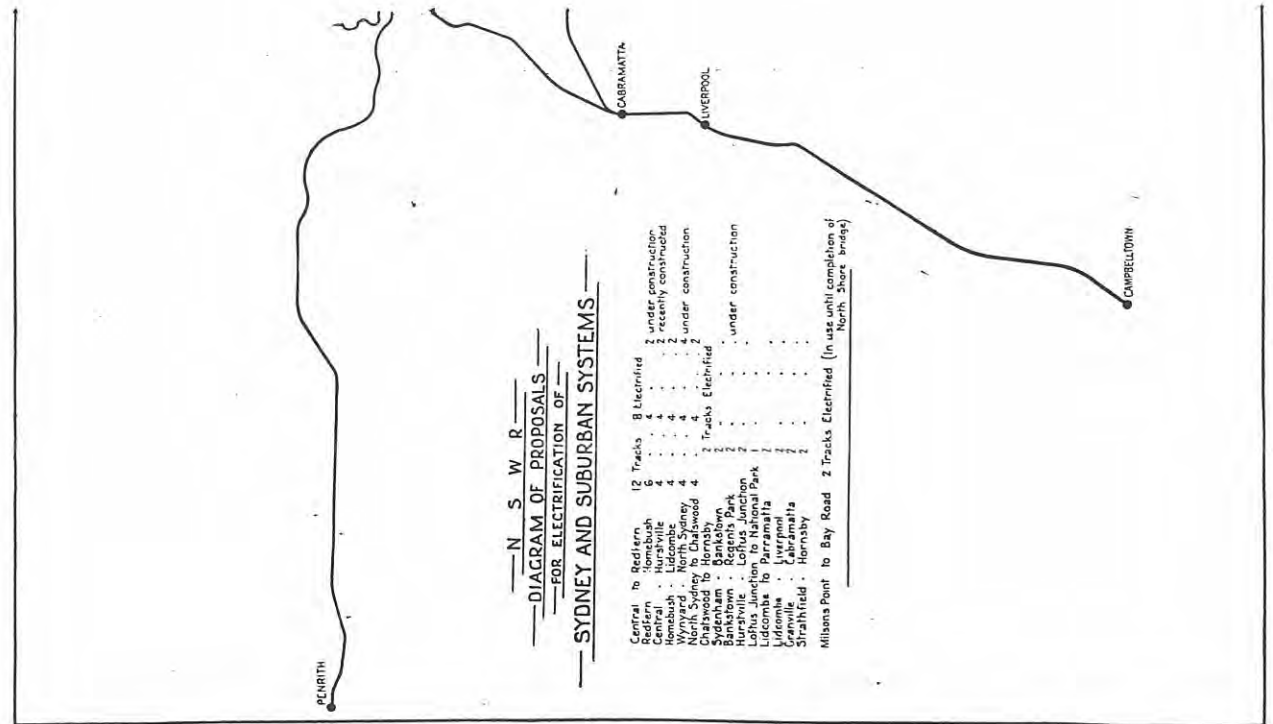 N S W R
DIAGRAM OF PROPOSALS
FOR ELECTRIFICATION OF
SYDNEY AND SUBURBAN SYSTEMS
Central to Redfern 12 Tracks 8 Electrified
Redfern · Homebush 6 . . 4 . . 2 under construction
Central · Hurstville 4 . . 4 . . 2 recently constructed
Homebush · Lidcombe 4 . . 4 . . 2
Wynyard · North Sydney 4 . . 4 . . 4 under construction
North Sydney to Chatswood 4 . . 4 . . 2
Chatswood to Hornsby 2 Tracks Electrified
Sydenham · Bankstown 2 . .
Bankstown · Regents Park 2 . . under construction
Hurstville · Loftus Junction 2 . .
Loftus Junction to National Park 1 . .
Lidcombe to Parramatta 2 . .
Lidcombe · Liverpool 2 . .
Granville · Cabramatta 2 . .
Strathfield · Hornsby 2 . .
Milsons Point to Bay Road 2 Tracks Electrified (In use until completion of
North Shore bridge)
PENRITH
CABRAMATTA
LIVERPOOL
CAMPBELLTOWN